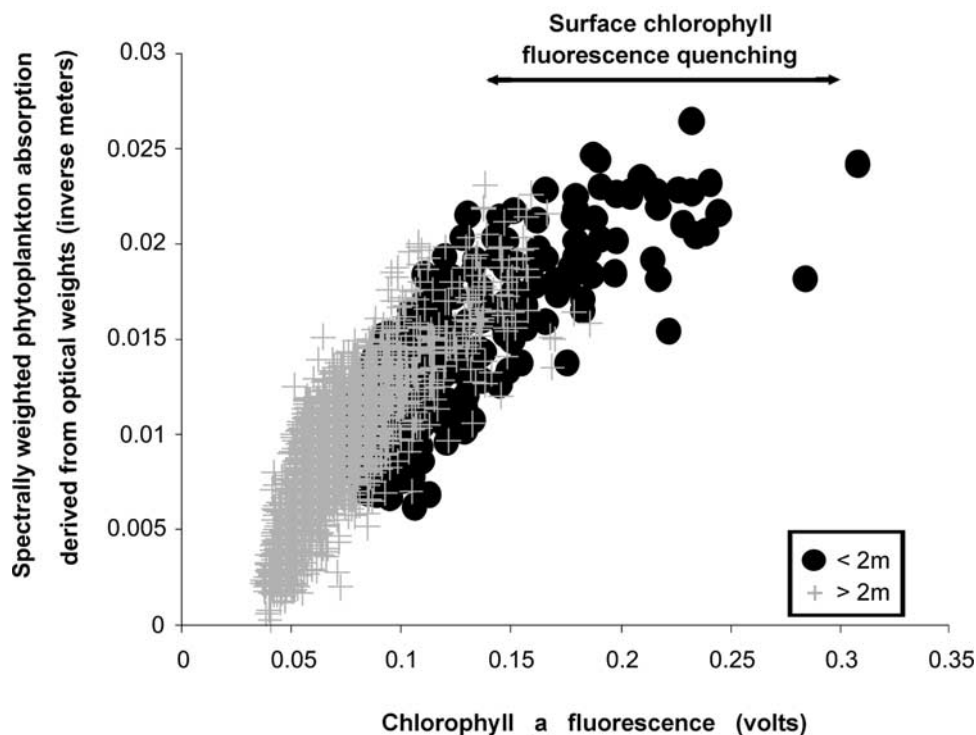 Surface chlorophyll
fluorescence quenching
Spectrally weighted phytoplankton absorption
derived from optical weights (inverse meters)
0.03
0.025
0.02
0.015
0.01
0.005
0
< 2m
> 2m
0
0.05
0.1
0.15
0.2
0.25
0.3
0.35
Chlorophyll a fluorescence (volts)